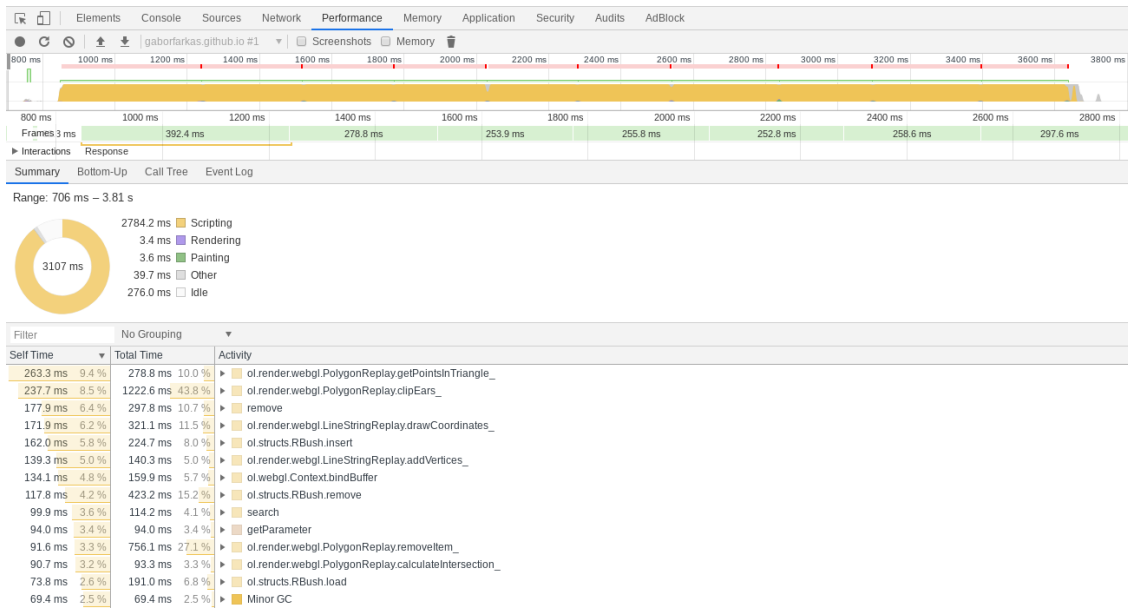 Elements Console Sources Network Performance Memory Application Security Audits AdBlock
gaborfarkas.github.io #1 ▼ Screenshots Memory
800 ms 1000 ms 1200 ms 1400 ms 1600 ms 1800 ms 2000 ms 2200 ms 2400 ms 2600 ms 2800 ms 3000 ms 3200 ms 3400 ms 3600 ms 3800 ms
800 ms 1000 ms 1200 ms 1400 ms 1600 ms 1800 ms 2000 ms 2200 ms 2400 ms 2600 ms 2800 ms
Frames 3 ms 392.4 ms 278.8 ms 253.9 ms 255.8 ms 252.8 ms 258.6 ms 297.6 ms
▶ Interactions Response
Summary Bottom-Up Call Tree Event Log
Range: 706 ms – 3.81 s
3107 ms
2784.2 ms Scripting
3.4 ms Rendering
3.6 ms Painting
39.7 ms Other
276.0 ms Idle
Filter No Grouping ▼
Self Time ▼ Total Time Activity
263.3 ms 9.4 % 278.8 ms 10.0 % ▶ ol.render.webgl.PolygonReplay.getPointsInTriangle_
237.7 ms 8.5 % 1222.6 ms 43.8 % ▶ ol.render.webgl.PolygonReplay.clipEars_
177.9 ms 6.4 % 297.8 ms 10.7 % ▶ remove
171.9 ms 6.2 % 321.1 ms 11.5 % ▶ ol.render.webgl.LineStringReplay.drawCoordinates_
162.0 ms 5.8 % 224.7 ms 8.0 % ▶ ol.structs.RBush.insert
139.3 ms 5.0 % 140.3 ms 5.0 % ▶ ol.render.webgl.LineStringReplay.addVertices_
134.1 ms 4.8 % 159.9 ms 5.7 % ▶ ol.webgl.Context.bindBuffer
117.8 ms 4.2 % 423.2 ms 15.2 % ▶ ol.structs.RBush.remove
99.9 ms 3.6 % 114.2 ms 4.1 % ▶ search
94.0 ms 3.4 % 94.0 ms 3.4 % ▶ getParameter
91.6 ms 3.3 % 756.1 ms 27.1 % ▶ ol.render.webgl.PolygonReplay.removeItem_
90.7 ms 3.2 % 93.3 ms 3.3 % ▶ ol.render.webgl.PolygonReplay.calculateIntersection_
73.8 ms 2.6 % 191.0 ms 6.8 % ▶ ol.structs.RBush.load
69.4 ms 2.5 % 69.4 ms 2.5 % ▶ Minor GC